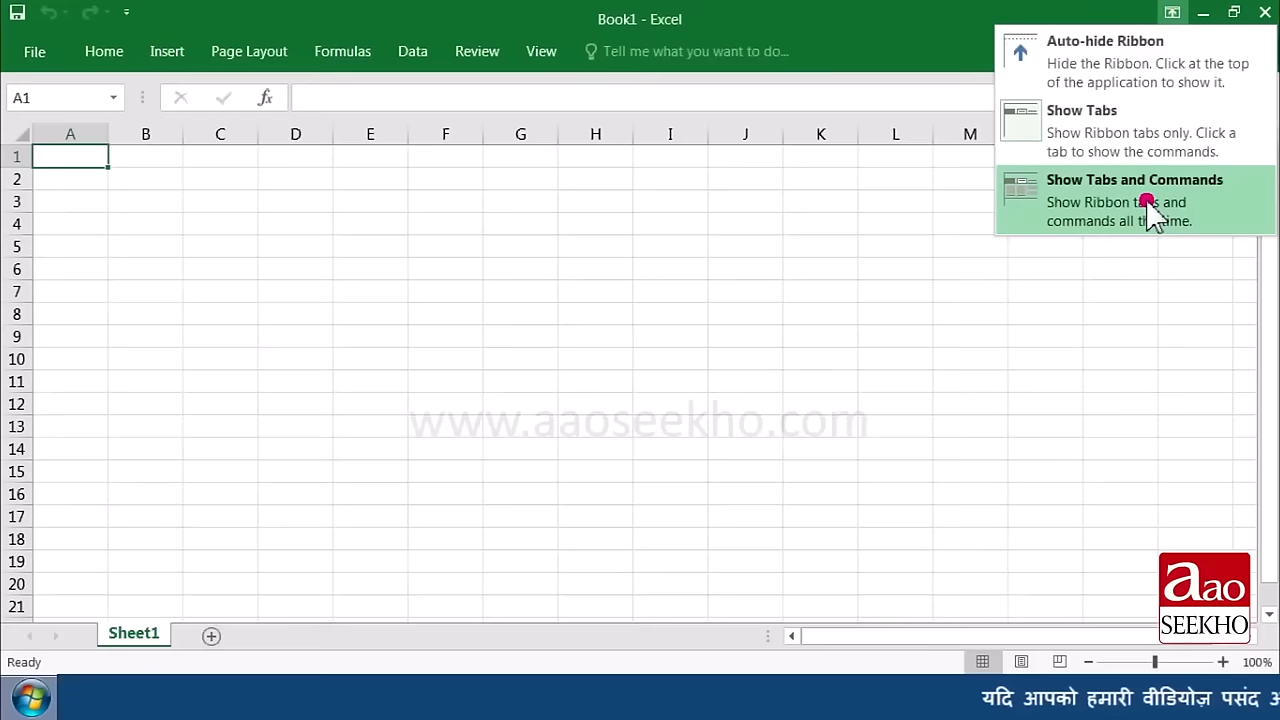 Book1 - Excel
File Home Insert Page Layout Formulas Data Review View Tell me what you want to do...
Auto-hide Ribbon
Hide the Ribbon. Click at the top
of the application to show it.
Show Tabs
Show Ribbon tabs only. Click a
tab to show the commands.
Show Tabs and Commands
Show Ribbon tabs and
commands all the time.
A1 fx
A B C D E F G H I J K L M
1
2
3
4
5
6
7
8
9
10
11
12
13
14
15
16
17
18
19
20
21
www.aaoseekho.com
aao
SEEKHO
Sheet1
Ready 100%
यदि आपको हमारी वीडियोज़ पसंद